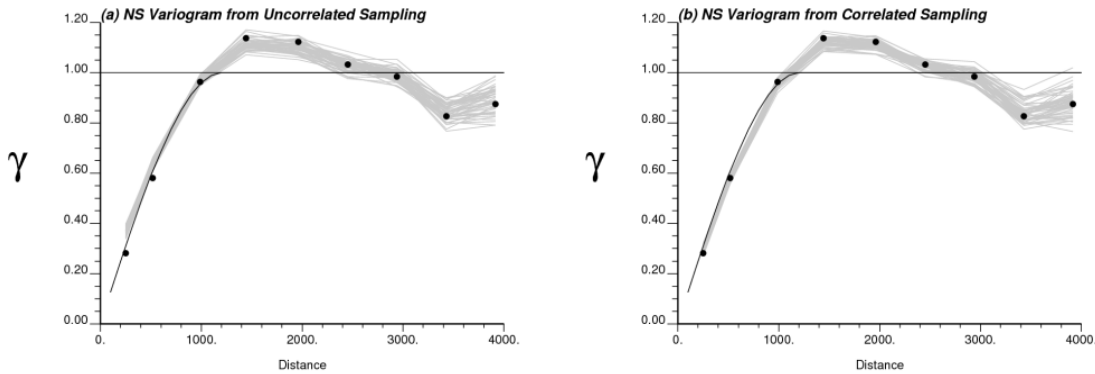 (a) NS Variogram from Uncorrelated Sampling
1.20
1.00
0.80
0.60
0.40
0.20
0.00
γ
0. 1000. 2000. 3000. 4000.
Distance
(b) NS Variogram from Correlated Sampling
1.20
1.00
0.80
0.60
0.40
0.20
0.00
γ
0. 1000. 2000. 3000. 4000.
Distance